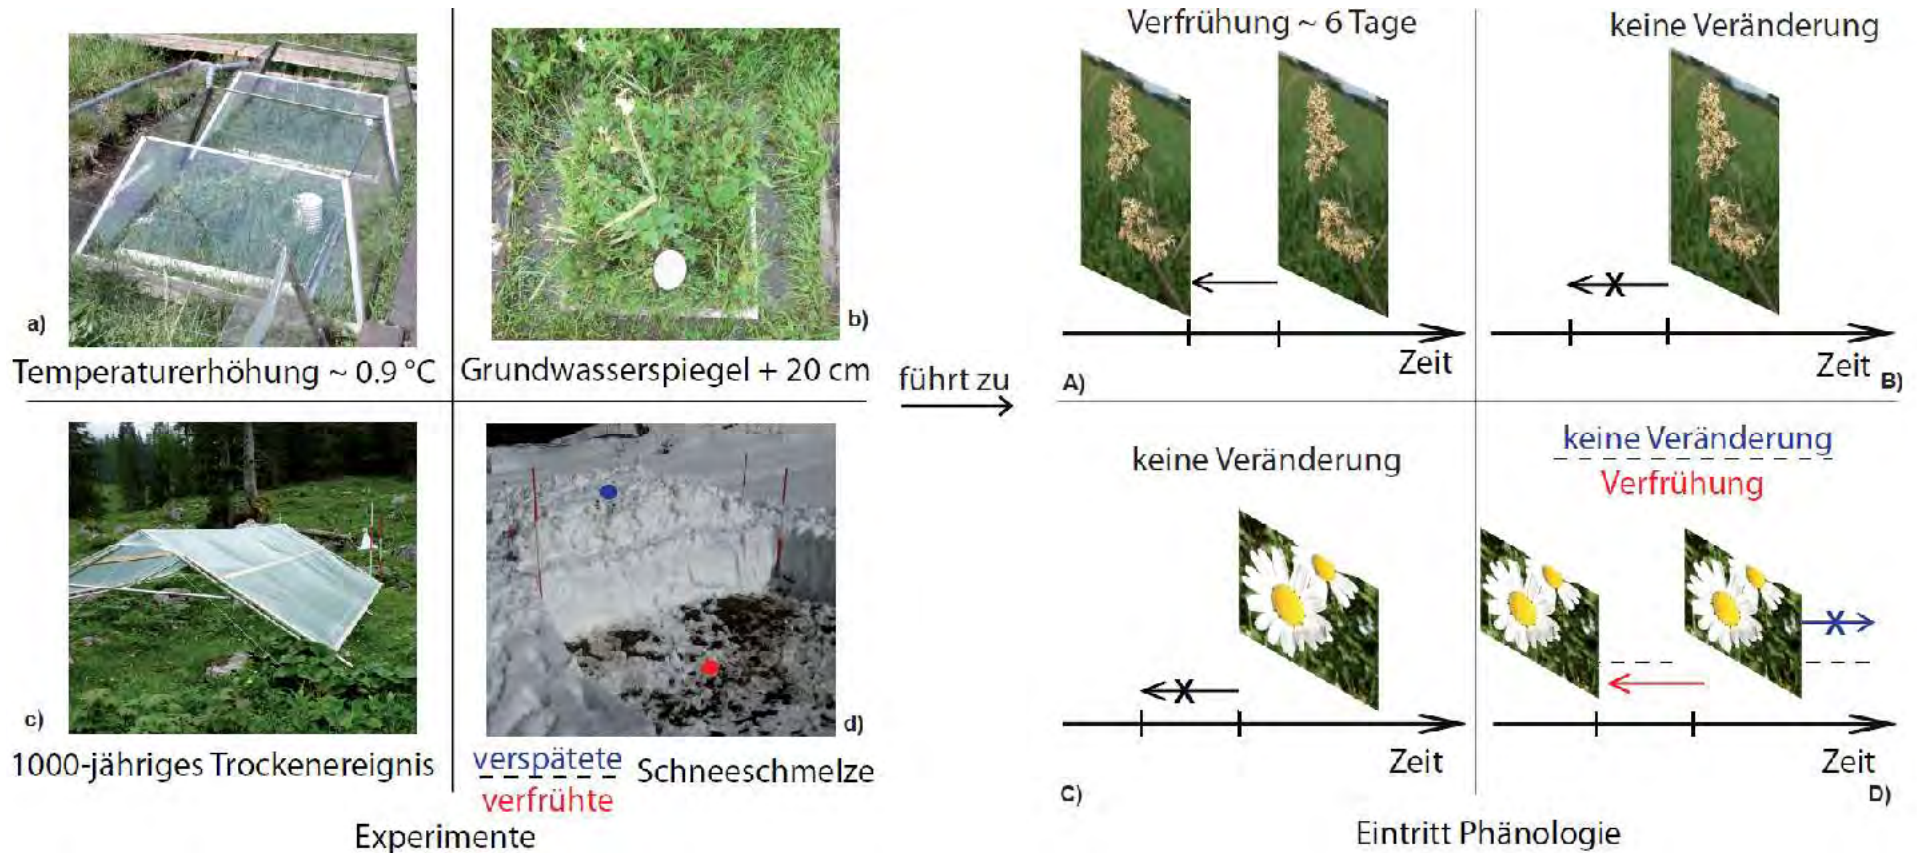 a)
Temperaturerhöhung ~ 0.9 °C
b)
Grundwasserspiegel + 20 cm
c)
1000-jähriges Trockenereignis
d)
verspätete
verfrühte
Schneeschmelze
Experimente
führt zu
Verfrühung ~ 6 Tage
Zeit
A)
keine Veränderung
X
Zeit
B)
keine Veränderung
X
Zeit
C)
keine Veränderung
Verfrühung
X
Zeit
D)
Eintritt Phänologie